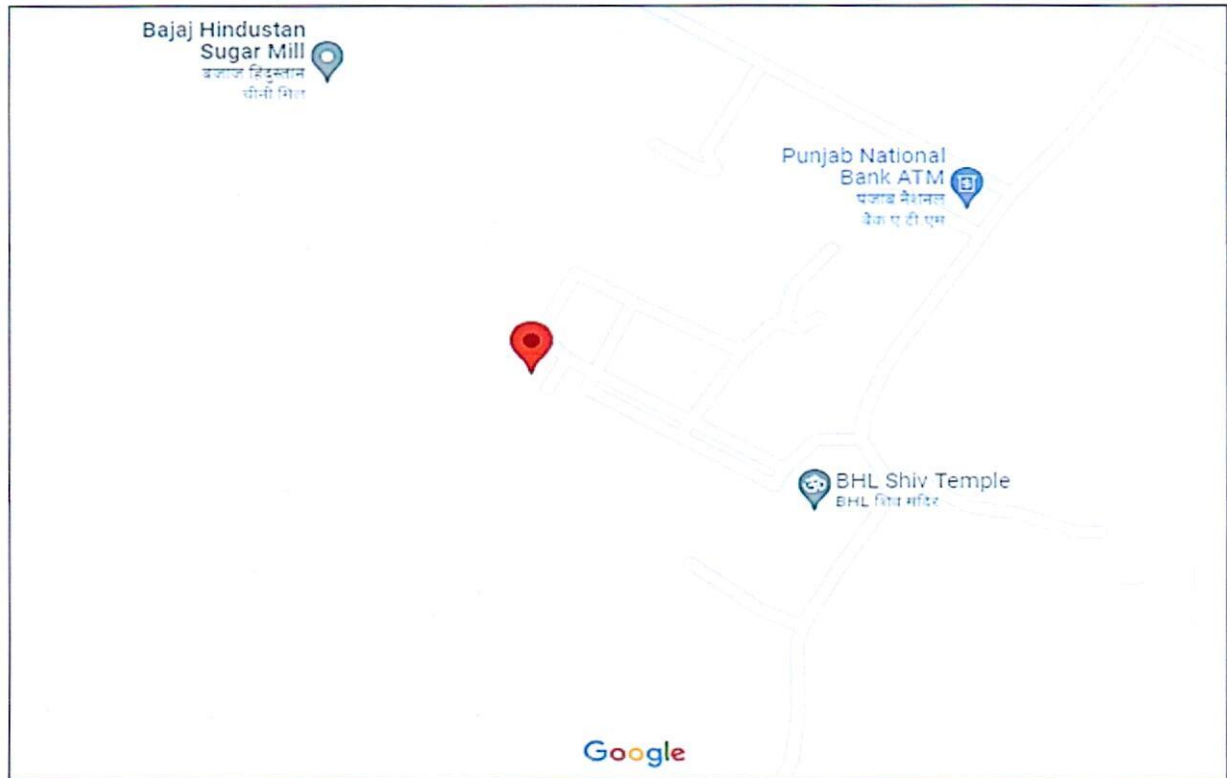 Bajaj Hindustan
Sugar Mill
बजाज हिंदुस्तान
चीनी मिल
Punjab National
Bank ATM
पंजाब नैशनल
बैंक ए टी एम
BHL Shiv Temple
BHL शिव मंदिर
Google